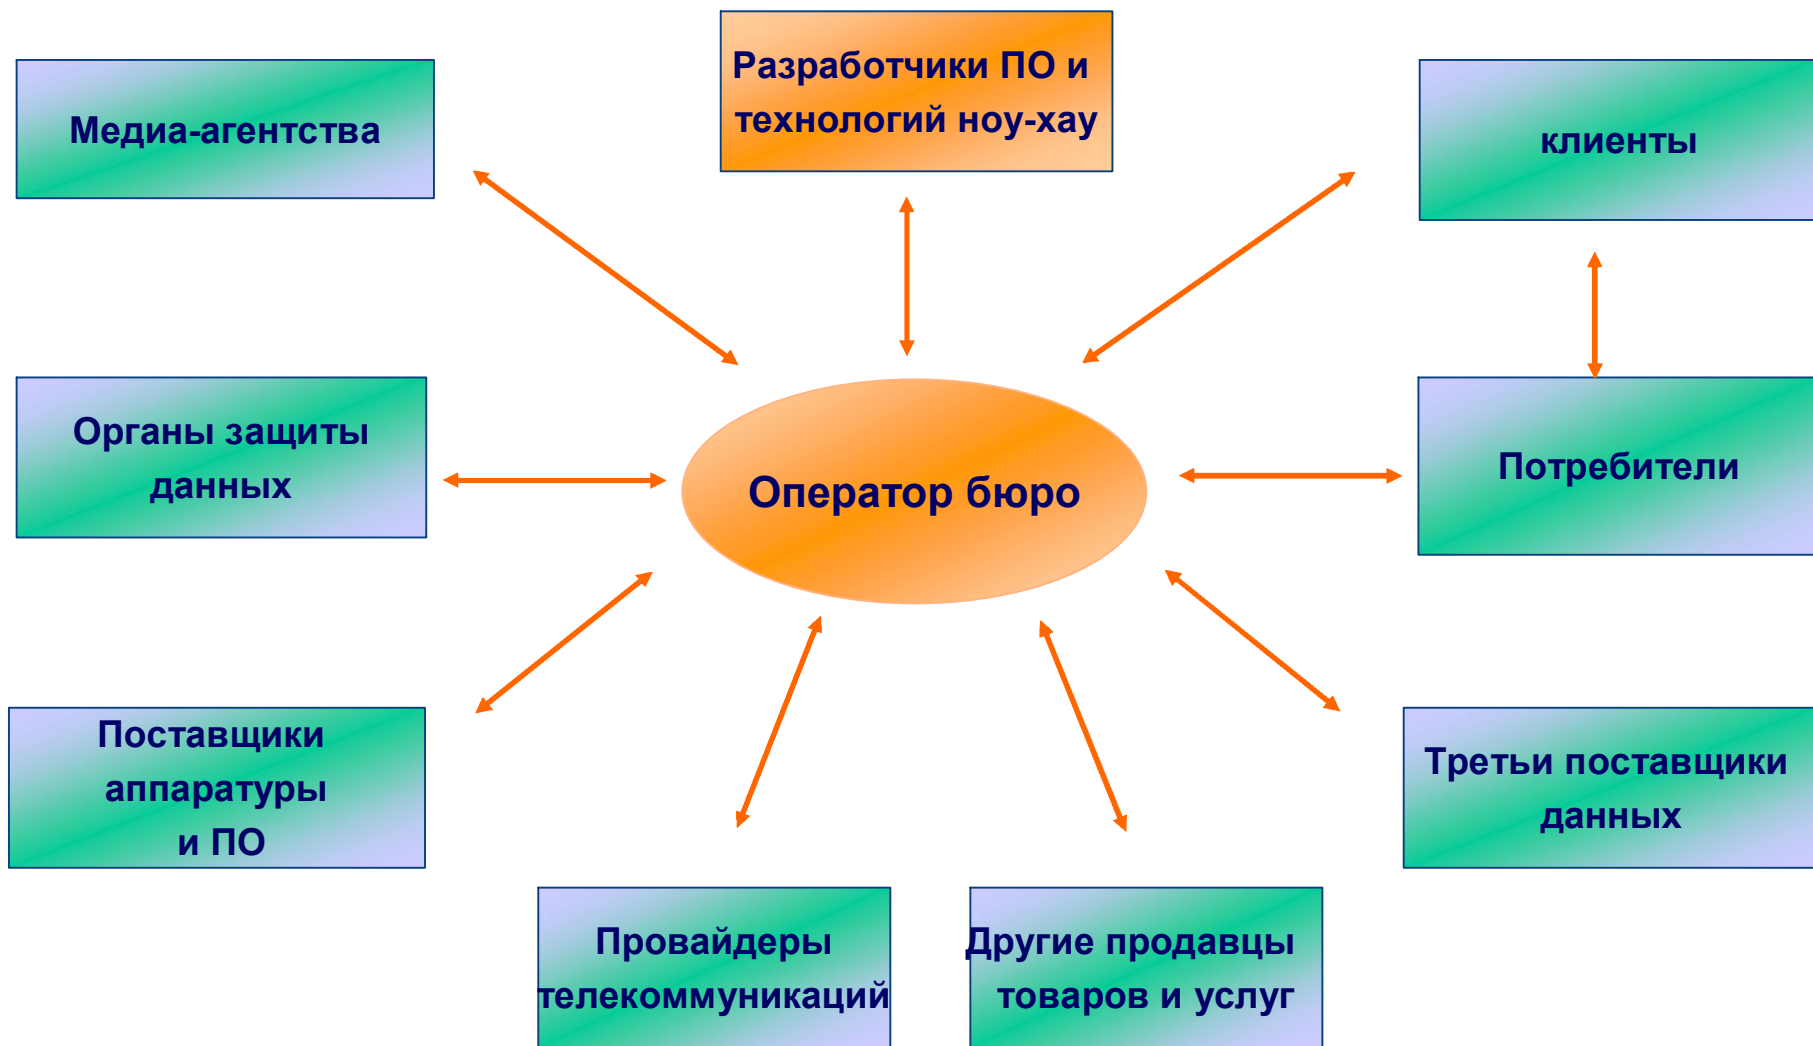 Разработчики ПО и
технологий ноу-хау
Медиа-агентства
клиенты
Органы защиты
данных
Оператор бюро
Потребители
Поставщики
аппаратуры
и ПО
Третьи поставщики
данных
Провайдеры
телекоммуникаций
Другие продавцы
товаров и услуг